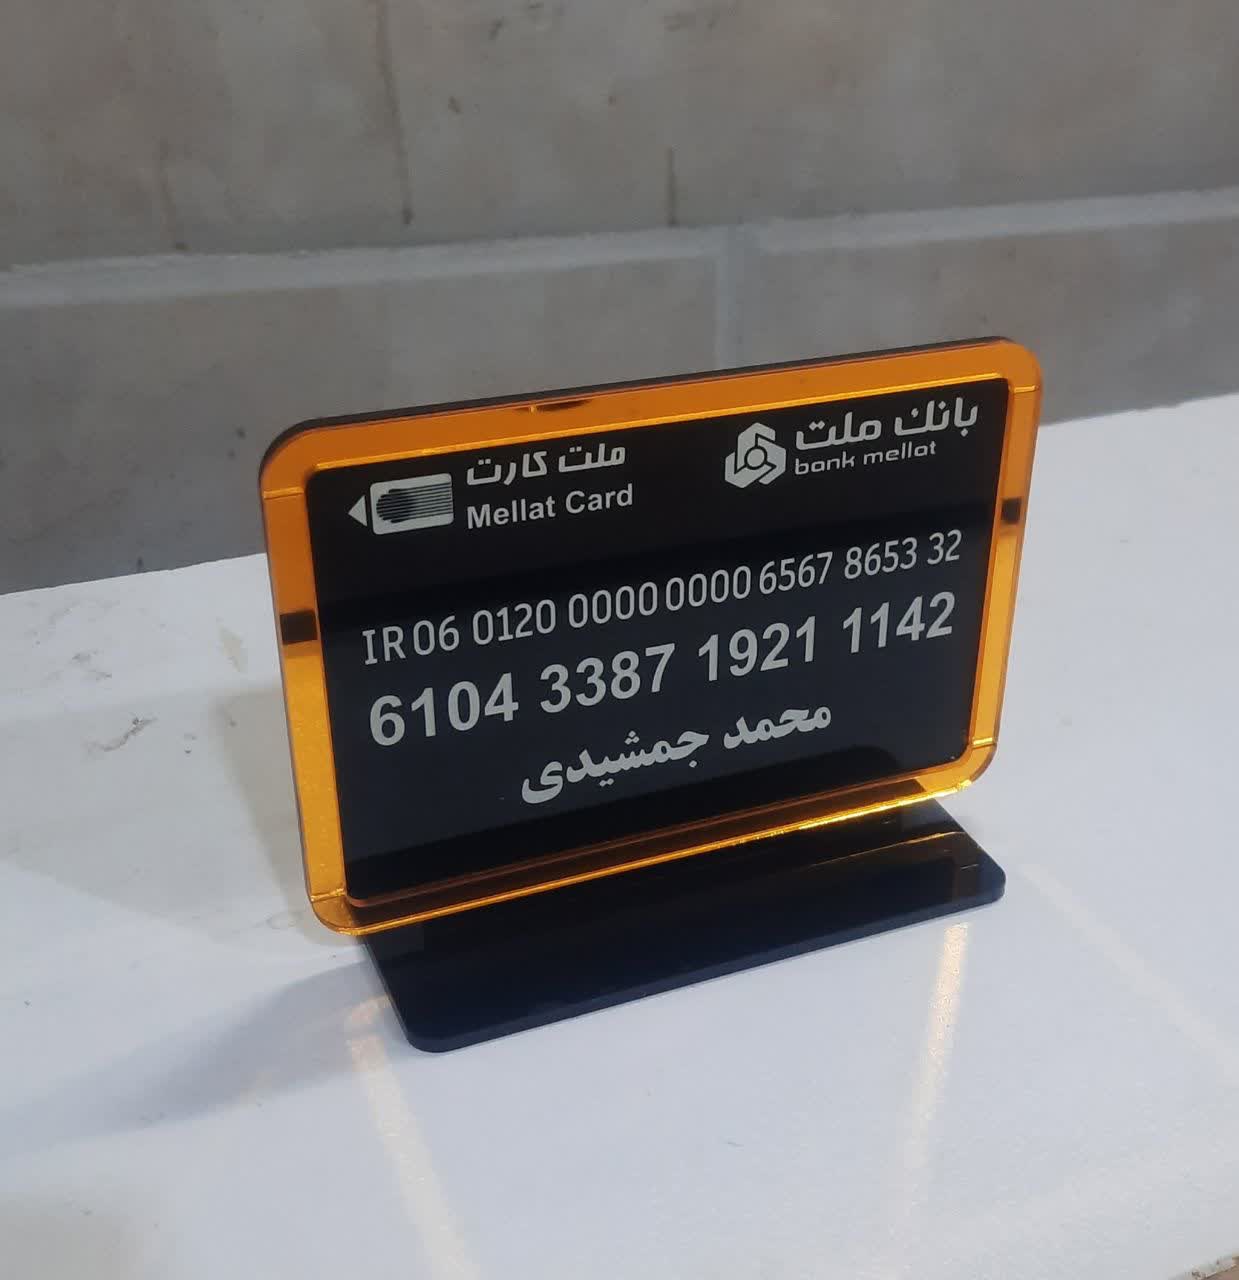 بانك ملت
bank mellat
ملت کارت
Mellat Card
IR06 0120 0000 0000 6567 8653 32
6104 3387 1921 1142
محمد جمشیدی